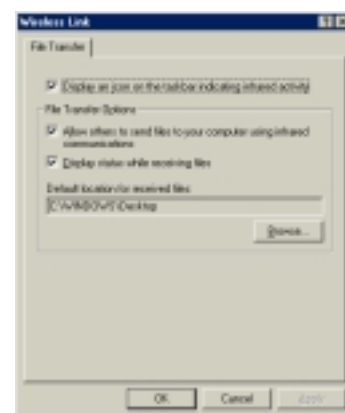 Wireless Link
File Transfer
Display an icon on the taskbar indicating infrared activity
File Transfer Options
Allow others to send files to your computer using infrared
communications
Display status while receiving files
Default location for received files:
C:\WINDOWS\Desktop
Browse...
OK Cancel Apply